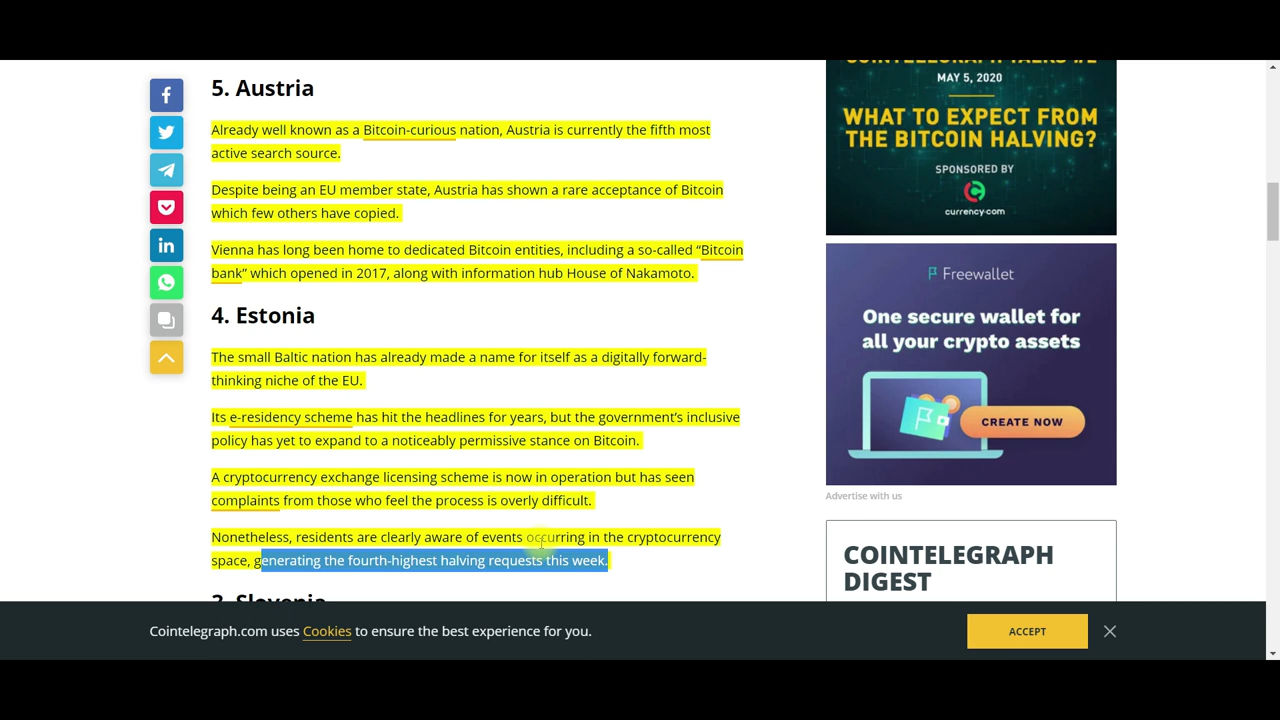 5. Austria
Already well known as a Bitcoin-curious nation, Austria is currently the fifth most
active search source.
Despite being an EU member state, Austria has shown a rare acceptance of Bitcoin
which few others have copied.
Vienna has long been home to dedicated Bitcoin entities, including a so-called “Bitcoin
bank” which opened in 2017, along with information hub House of Nakamoto.
4. Estonia
The small Baltic nation has already made a name for itself as a digitally forward-
thinking niche of the EU.
Its e-residency scheme has hit the headlines for years, but the government’s inclusive
policy has yet to expand to a noticeably permissive stance on Bitcoin.
A cryptocurrency exchange licensing scheme is now in operation but has seen
complaints from those who feel the process is overly difficult.
Nonetheless, residents are clearly aware of events occurring in the cryptocurrency
space, generating the fourth-highest halving requests this week.
3. Slovenia
COINTELEGRAPH TALKS #2
MAY 5, 2020
WHAT TO EXPECT FROM
THE BITCOIN HALVING?
SPONSORED BY
currency.com
Freewallet
One secure wallet for
all your crypto assets
CREATE NOW
Advertise with us
COINTELEGRAPH
DIGEST
Cointelegraph.com uses Cookies to ensure the best experience for you.
ACCEPT